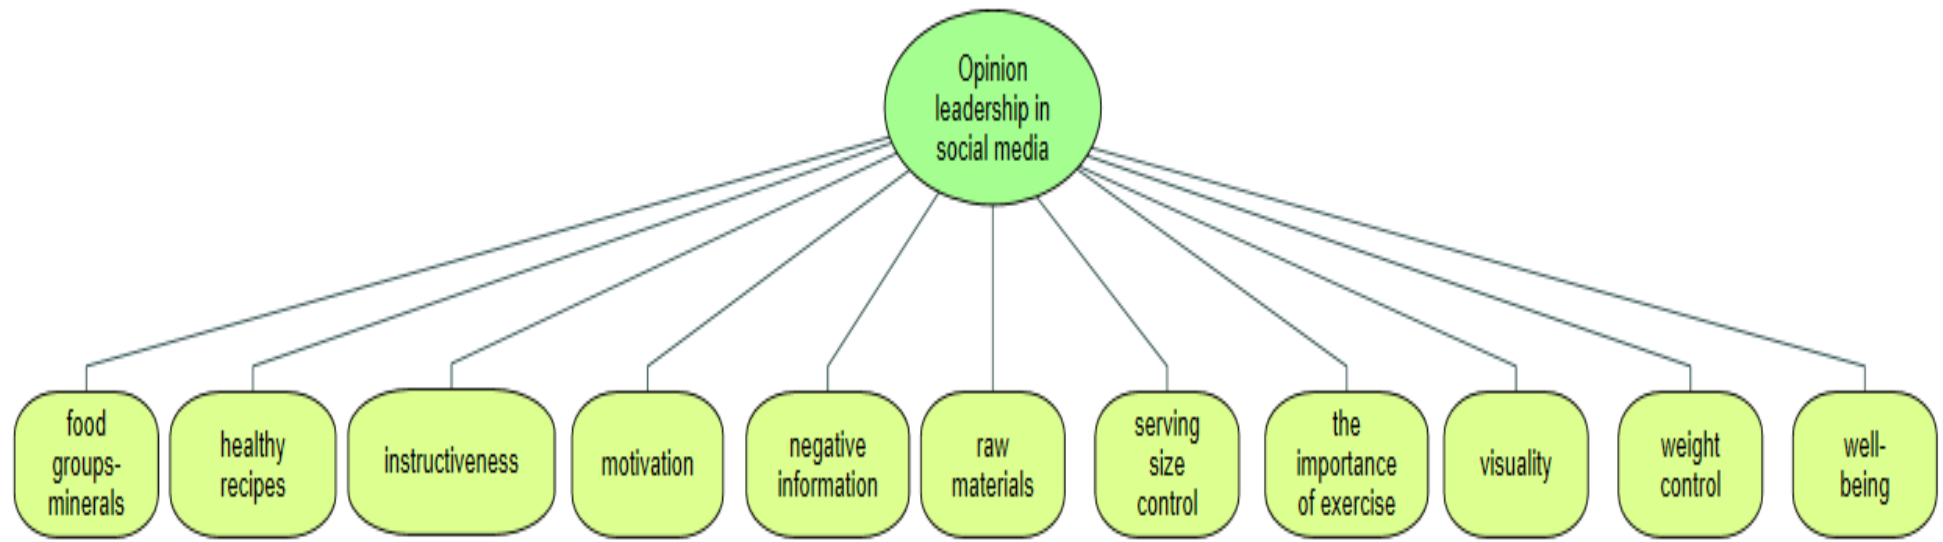 Opinion
leadership in
social media
food
groups-
minerals
healthy
recipes
instructiveness
motivation
negative
information
raw
materials
serving
size
control
the
importance
of exercise
visuality
weight
control
well-
being